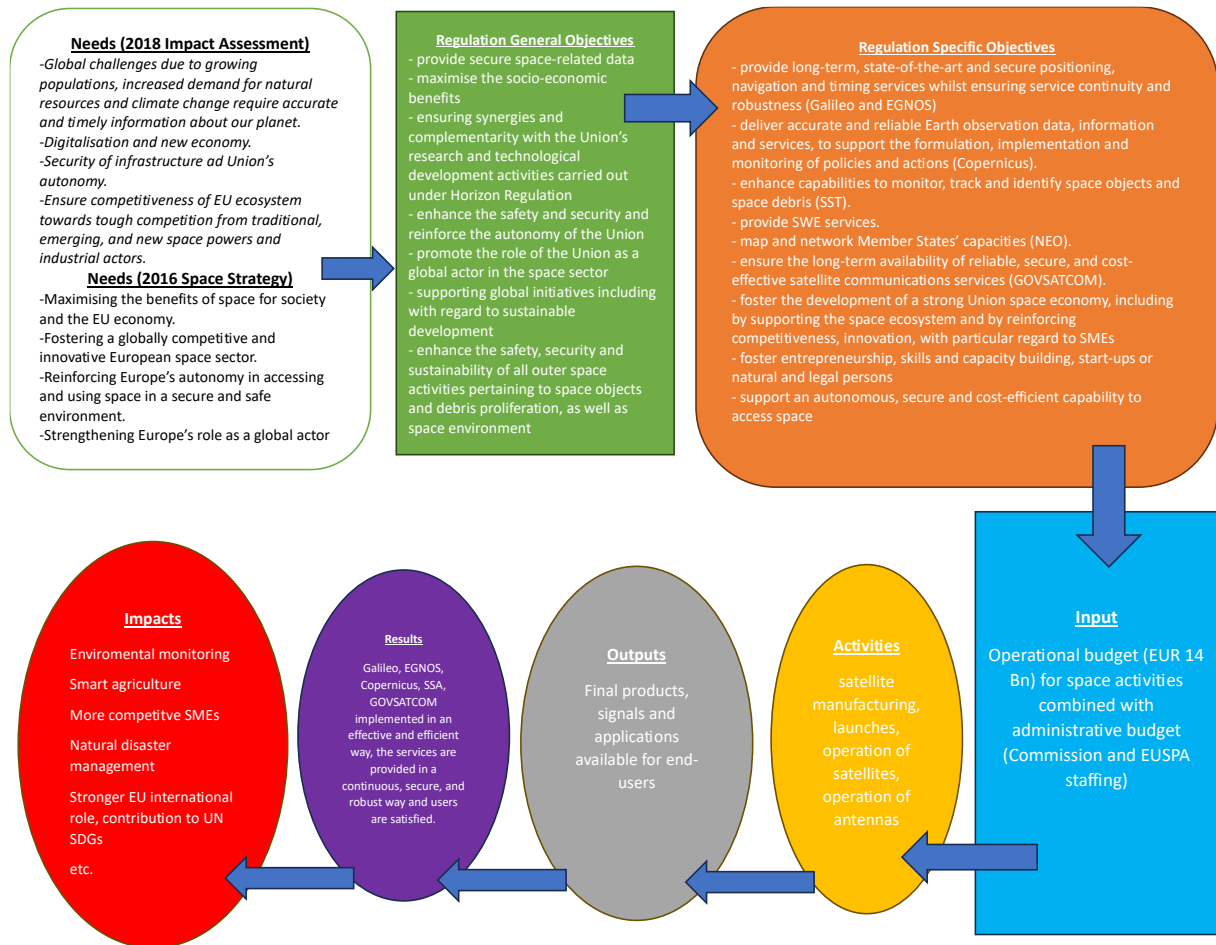 Needs (2018 Impact Assessment)
-Global challenges due to growing
populations, increased demand for natural
resources and climate change require accurate
and timely information about our planet.
-Digitalisation and new economy.
-Security of infrastructure ad Union's
autonomy.
-Ensure competitiveness of EU ecosystem
towards tough competition from traditional,
emerging, and new space powers and
industrial actors.
Needs (2016 Space Strategy)
-Maximising the benefits of space for society
and the EU economy.
-Fostering a globally competitive and
innovative European space sector.
-Reinforcing Europe's autonomy in accessing
and using space in a secure and safe
environment.
-Strengthening Europe's role as a global actor
Regulation General Objectives
- provide secure space-related data
- maximise the socio-economic
benefits
- ensuring synergies and
complementarity with the Union's
research and technological
development activities carried out
under Horizon Regulation
- enhance the safety and security and
reinforce the autonomy of the Union
- promote the role of the Union as a
global actor in the space sector
- supporting global initiatives including
with regard to sustainable
development
- enhance the safety, security and
sustainability of all outer space
activities pertaining to space objects
and debris proliferation, as well as
space environment
Regulation Specific Objectives
- provide long-term, state-of-the-art and secure positioning,
navigation and timing services whilst ensuring service continuity and
robustness (Galileo and EGNOS)
- deliver accurate and reliable Earth observation data, information
and services, to support the formulation, implementation and
monitoring of policies and actions (Copernicus).
- enhance capabilities to monitor, track and identify space objects and
space debris (SST).
- provide SWE services.
- map and network Member States' capacities (NEO).
- ensure the long-term availability of reliable, secure, and cost-
effective satellite communications services (GOVSATCOM).
- foster the development of a strong Union space economy, including
by supporting the space ecosystem and by reinforcing
competitiveness, innovation, with particular regard to SMEs
- foster entrepreneurship, skills and capacity building, start-ups or
natural and legal persons
- support an autonomous, secure and cost-efficient capability to
access space
Input
Operational budget (EUR 14
Bn) for space activities
combined with
administrative budget
(Commission and EUSPA
staffing)
Activities
satellite
manufacturing,
launches,
operation of
satellites,
operation of
antennas
Outputs
Final products,
signals and
applications
available for end-
users
Results
Galileo, EGNOS,
Copernicus, SSA,
GOVSATCOM
implemented in an
effective and efficient
way, the services are
provided in a
continuous, secure, and
robust way and users
are satisfied.
Impacts
Enviromental monitoring
Smart agriculture
More competitve SMEs
Natural disaster
management
Stronger EU international
role, contribution to UN
SDGs
etc.